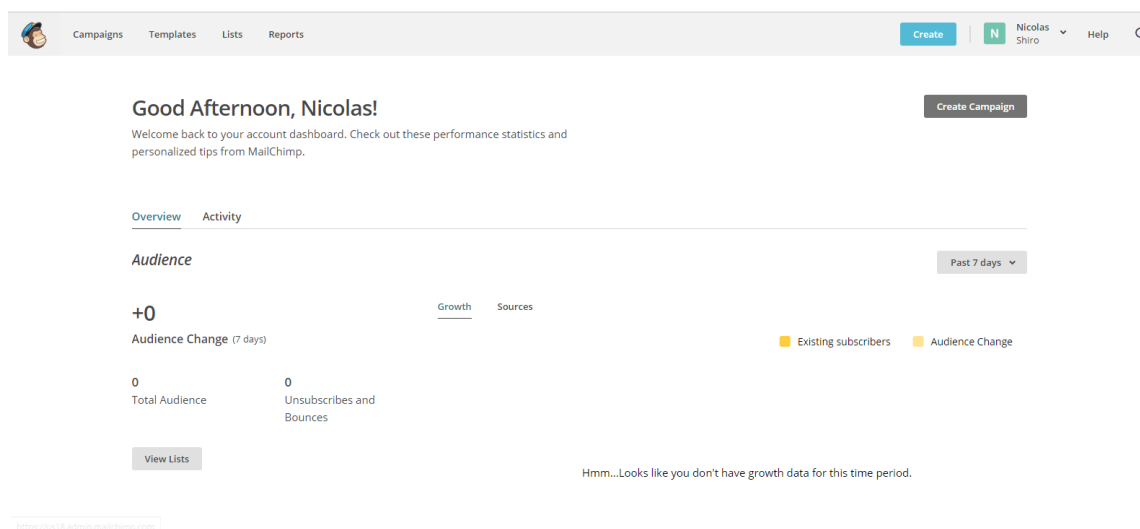 Campaigns Templates Lists Reports Create N Nicolas Help
Shiro
Good Afternoon, Nicolas!
Create Campaign
Welcome back to your account dashboard. Check out these performance statistics and
personalized tips from MailChimp.
Overview Activity
Audience
Past 7 days
+0
Growth Sources
Audience Change (7 days)
Existing subscribers Audience Change
0 0
Total Audience Unsubscribes and
Bounces
View Lists
Hmm...Looks like you don't have growth data for this time period.